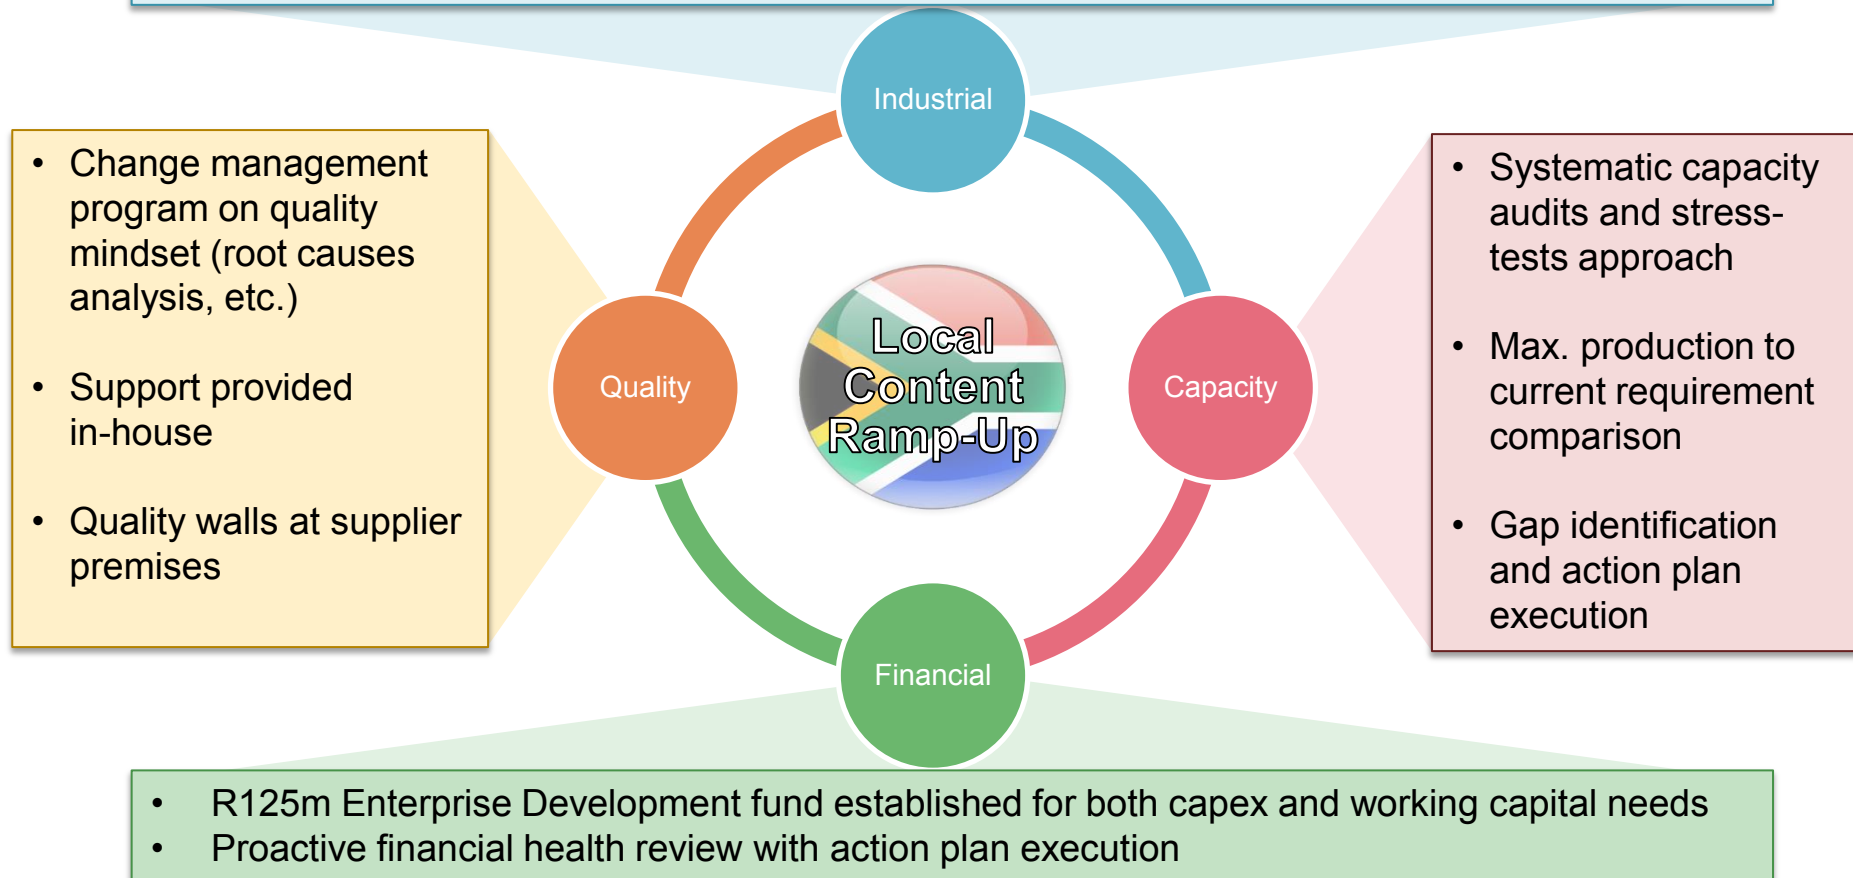 Industrial
• Change management
program on quality
mindset (root causes
analysis, etc.)
• Support provided
in-house
• Quality walls at supplier
premises
Quality
Local
Content
Ramp-Up
Capacity
• Systematic capacity
audits and stress-
tests approach
• Max. production to
current requirement
comparison
• Gap identification
and action plan
execution
Financial
• R125m Enterprise Development fund established for both capex and working capital needs
• Proactive financial health review with action plan execution